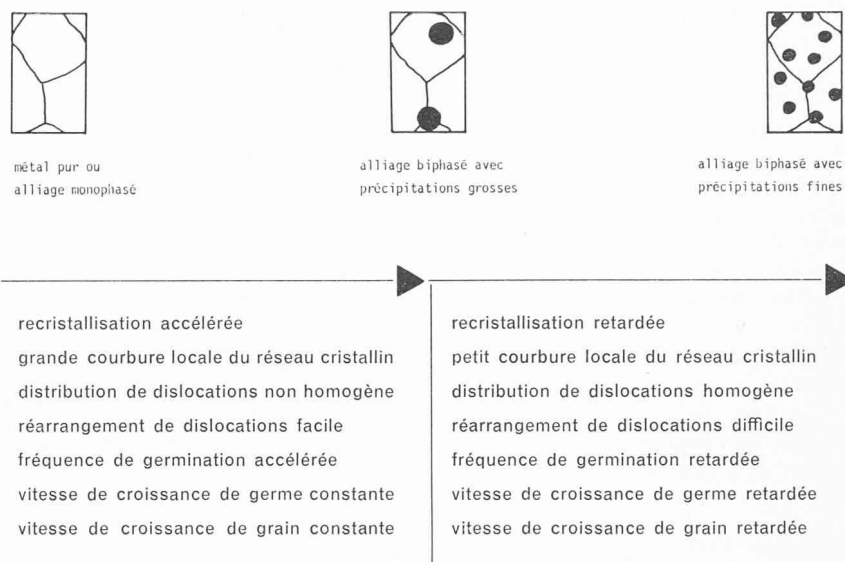 métal pur ou
alliage monophasé
alliage biphasé avec
précipitations grosses
alliage biphasé avec
précipitations fines
recristallisation accélérée
grande courbure locale du réseau cristallin
distribution de dislocations non homogène
réarrangement de dislocations facile
fréquence de germination accélérée
vitesse de croissance de germe constante
vitesse de croissance de grain constante
recristallisation retardée
petit courbure locale du réseau cristallin
distribution de dislocations homogène
réarrangement de dislocations difficile
fréquence de germination retardée
vitesse de croissance de germe retardée
vitesse de croissance de grain retardée